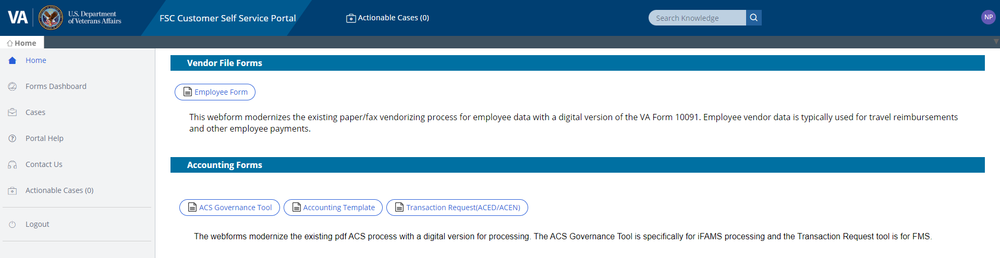 VA
U.S. Department
of Veterans Affairs
FSC Customer Self Service Portal
Actionable Cases (0)
Search Knowledge
NP
Home
Home
Forms Dashboard
Cases
Portal Help
Contact Us
Actionable Cases (0)
Logout
Vendor File Forms
Employee Form
This webform modernizes the existing paper/fax vendorizing process for employee data with a digital version of the VA Form 10091. Employee vendor data is typically used for travel reimbursements
and other employee payments.
Accounting Forms
ACS Governance Tool
Accounting Template
Transaction Request(ACED/ACEN)
The webforms modernize the existing pdf ACS process with a digital version for processing. The ACS Governance Tool is specifically for iFAMS processing and the Transaction Request tool is for FMS.